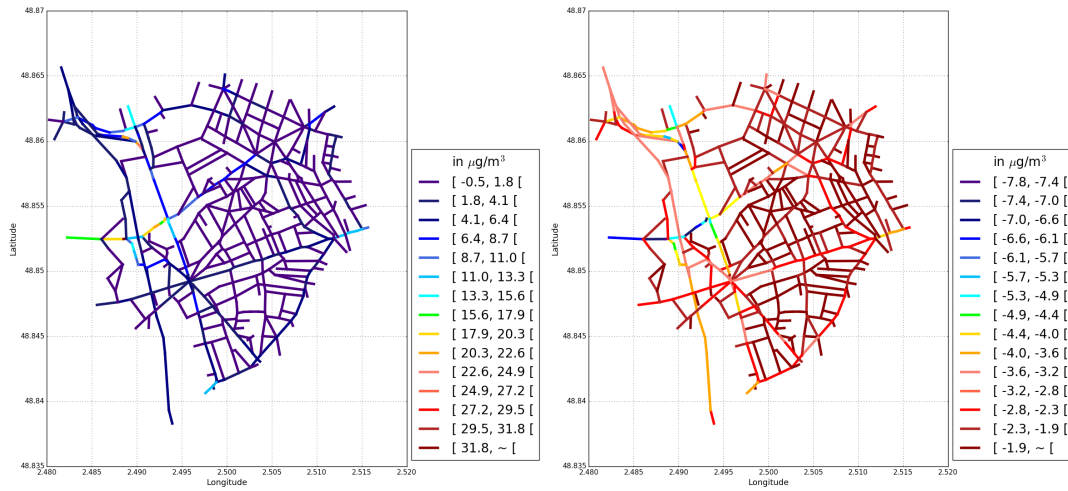 48.87
48.865
48.86
48.855
48.85
48.845
48.84
48.835
Latitude
2.480 2.485 2.490 2.495 2.500 2.505 2.510 2.515 2.520
Longitude
in μg/m³
[ -0.5, 1.8 [
[ 1.8, 4.1 [
[ 4.1, 6.4 [
[ 6.4, 8.7 [
[ 8.7, 11.0 [
[ 11.0, 13.3 [
[ 13.3, 15.6 [
[ 15.6, 17.9 [
[ 17.9, 20.3 [
[ 20.3, 22.6 [
[ 22.6, 24.9 [
[ 24.9, 27.2 [
[ 27.2, 29.5 [
[ 29.5, 31.8 [
[ 31.8, ~ [
48.87
48.865
48.86
48.855
48.85
48.845
48.84
48.835
Latitude
2.480 2.485 2.490 2.495 2.500 2.505 2.510 2.515 2.520
Longitude
in μg/m³
[ -7.8, -7.4 [
[ -7.4, -7.0 [
[ -7.0, -6.6 [
[ -6.6, -6.1 [
[ -6.1, -5.7 [
[ -5.7, -5.3 [
[ -5.3, -4.9 [
[ -4.9, -4.4 [
[ -4.4, -4.0 [
[ -4.0, -3.6 [
[ -3.6, -3.2 [
[ -3.2, -2.8 [
[ -2.8, -2.3 [
[ -2.3, -1.9 [
[ -1.9, ~ [